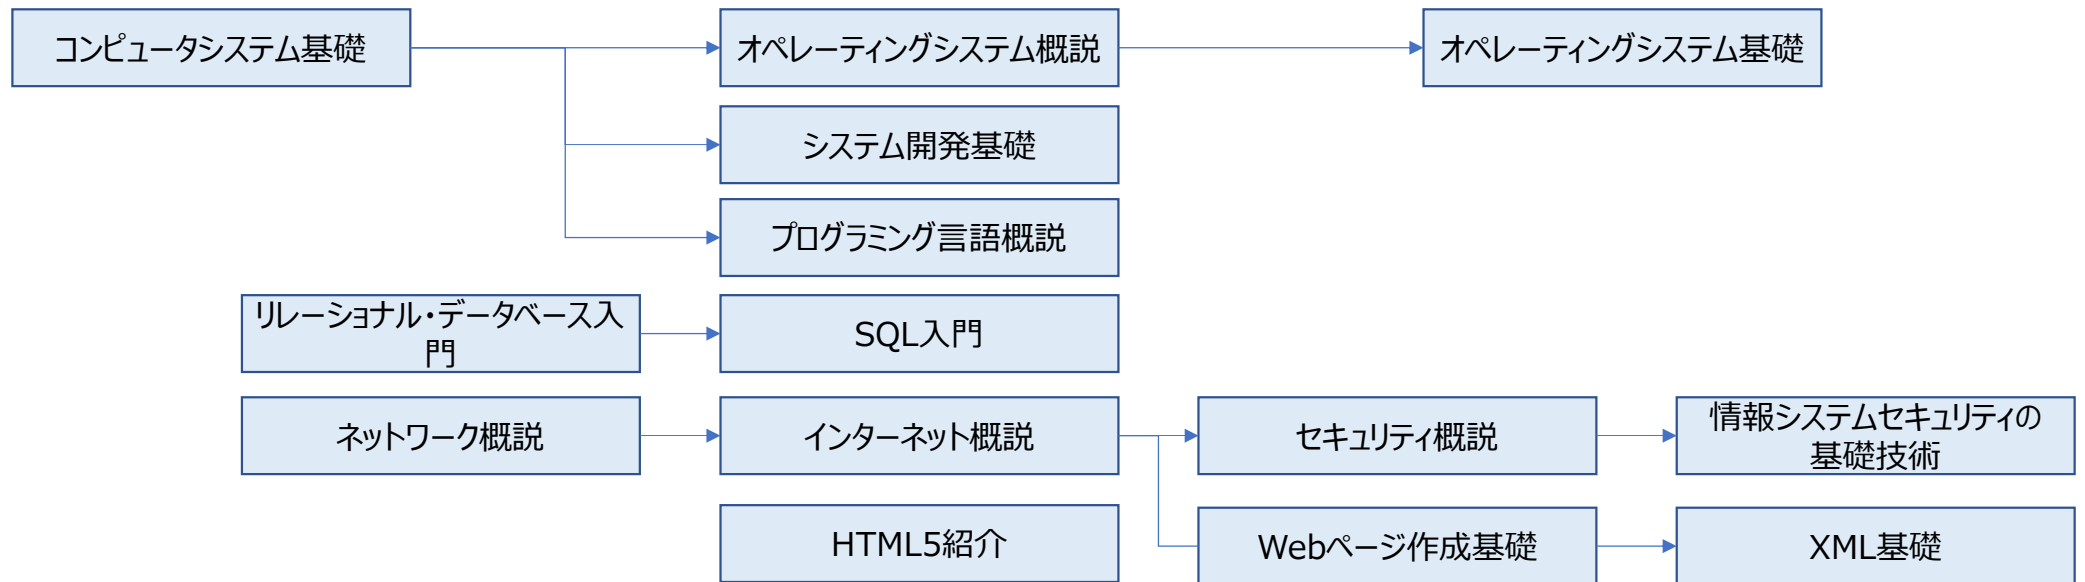 コンピュータシステム基礎
オペレーティングシステム概説
オペレーティングシステム基礎
システム開発基礎
プログラミング言語概説
リレーショナル・データベース入
門
SQL入門
ネットワーク概説
インターネット概説
セキュリティ概説
情報システムセキュリティの
基礎技術
HTML5紹介
Webページ作成基礎
XML基礎